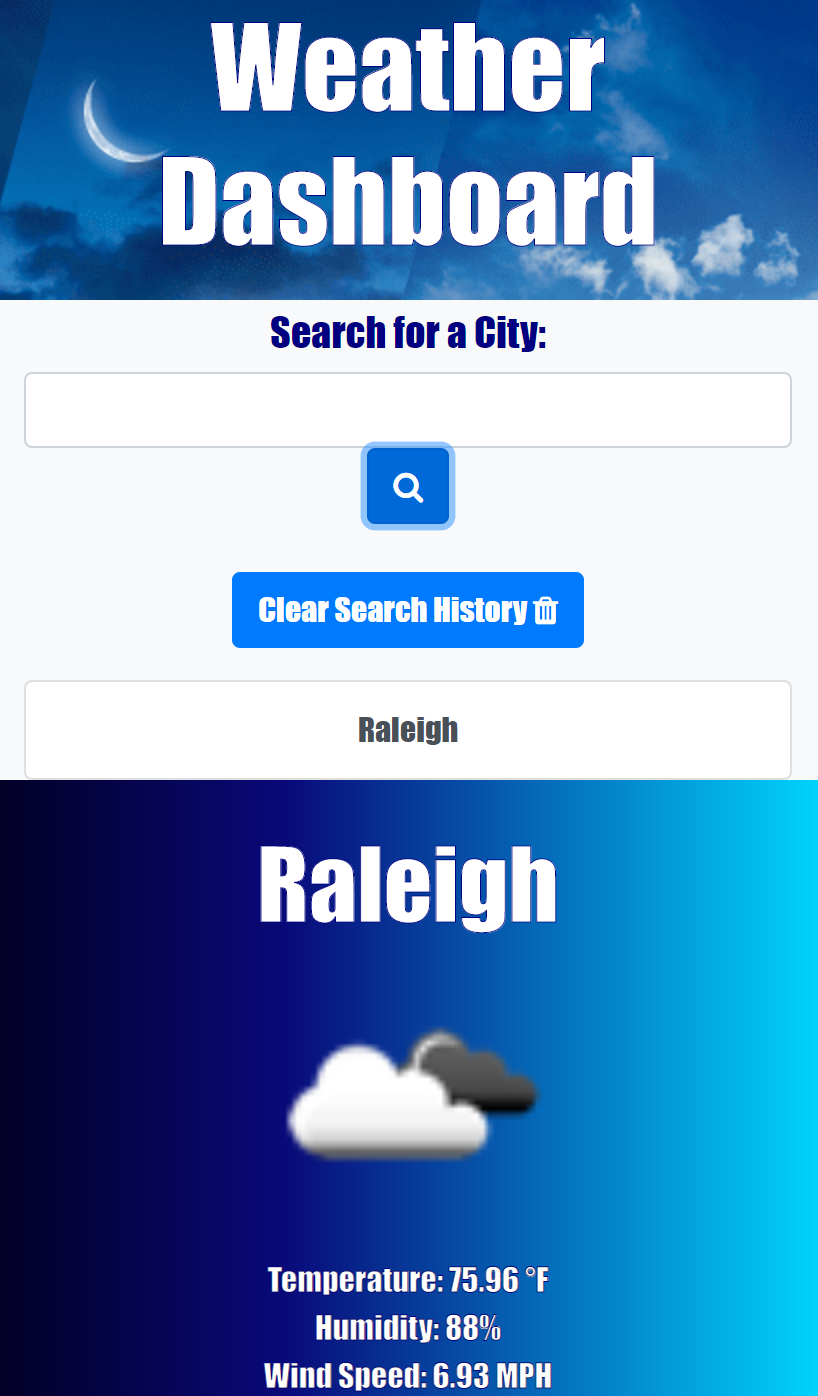 Weather
Dashboard
Search for a City:
Clear Search History
Raleigh
Raleigh
Temperature: 75.96 °F
Humidity: 88%
Wind Speed: 6.93 MPH